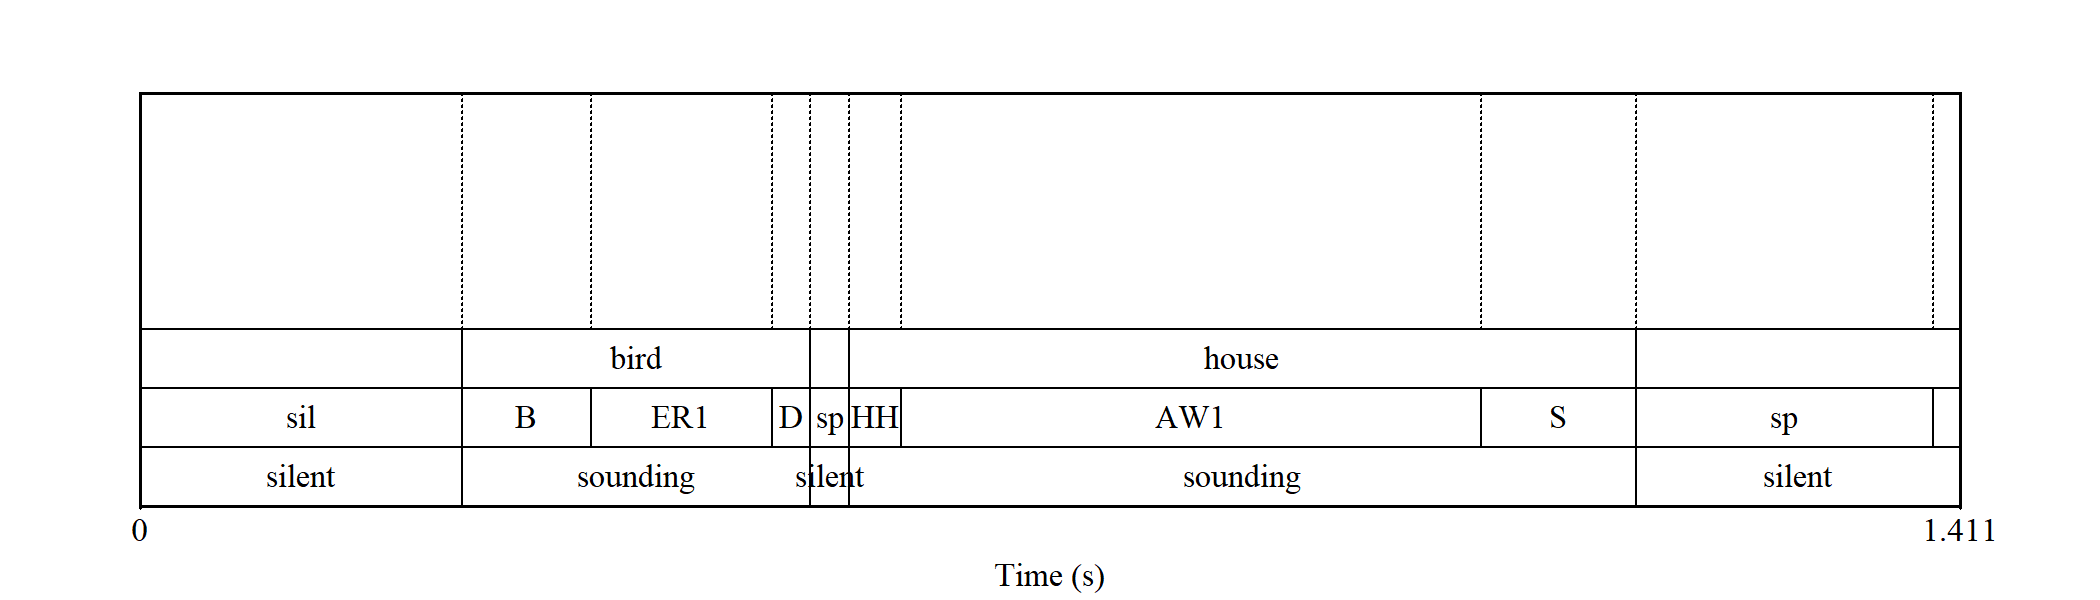 bird house
sil B ER1 D sp HH AW1 S sp
silent sounding silent sounding silent
0 1.411
Time (s)